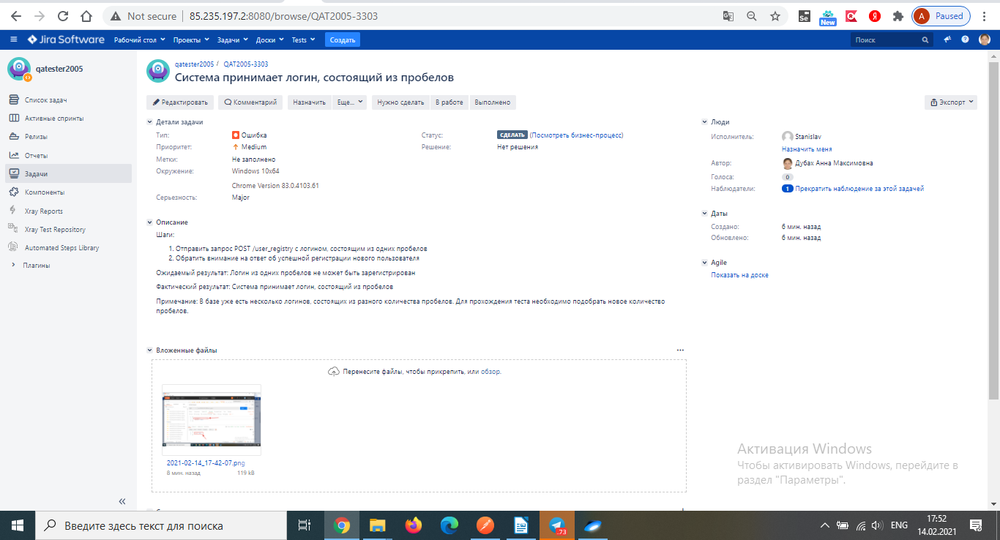 Not secure | 85.235.197.2:8080/browse/QAT2005-3303
Se
New
Я
A Paused
Jira Software Рабочий стол Проекты Задачи Доски Tests Создать Поиск
qatester2005
Список задач
Активные спринты
Релизы
Отчеты
Задачи
Компоненты
Xray Reports
Xray Test Repository
Automated Steps Library
Плагины
qatester2005 / QAT2005-3303
Система принимает логин, состоящий из пробелов
Редактировать Комментарий Назначить Еще... Нужно сделать В работе Выполнено Экспорт
Детали задачи
Тип: Ошибка
Приоритет: Medium
Метки: Не заполнено
Окружение: Windows 10x64
Chrome Version 83.0.4103.61
Серьезность: Major
Статус: СДЕЛАТЬ (Посмотреть бизнес-процесс)
Решение: Нет решения
Описание
Шаги:
1. Отправить запрос POST /user_registry с логином, состоящим из одних пробелов
2. Обратить внимание на ответ об успешной регистрации нового пользователя
Ожидаемый результат: Логин из одних пробелов не может быть зарегистрирован
Фактический результат: Система принимает логин, состоящий из пробелов
Примечание: В базе уже есть несколько логинов, состоящих из разного количества пробелов. Для прохождения теста необходимо подобрать новое количество
пробелов.
Вложенные файлы
Перенесите файлы, чтобы прикрепить, или обзор.
2021-02-14_17-42-07.png
8 мин. назад 119 kB
Люди
Исполнитель: Stanislav
Назначить меня
Автор: Дубах Анна Максимовна
Голоса: 0
Наблюдатели: 1 Прекратить наблюдение за этой задачей
Даты
Создано: 6 мин. назад
Обновлено: 6 мин. назад
Agile
Показать на доске
Активация Windows
Чтобы активировать Windows, перейдите в
раздел "Параметры".
Введите здесь текст для поиска
73
ENG
17:52
14.02.2021